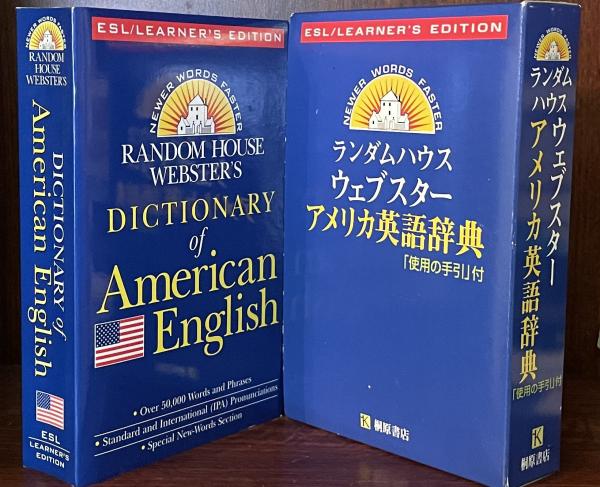 RANDOM
HOUSE
WEBSTER'S
DICTIONARY of
American English
ESL
LEARNER'S
EDITION
ESL/LEARNER'S EDITION
NEWER WORDS FASTER
RANDOM HOUSE
WEBSTER'S
DICTIONARY
of
American
English
• Over 50,000 Words and Phrases
• Standard and International (IPA) Pronunciations
• Special New-Words Section
ESL/LEARNER'S EDITION
NEWER WORDS FASTER
ランダムハウス
ウェブスター
アメリカ英語辞典
「使用の手引」付
桐原書店
ランダム
ハウス
ウェブスター
アメリカ英語辞典
「使用の手引」付
桐原書店